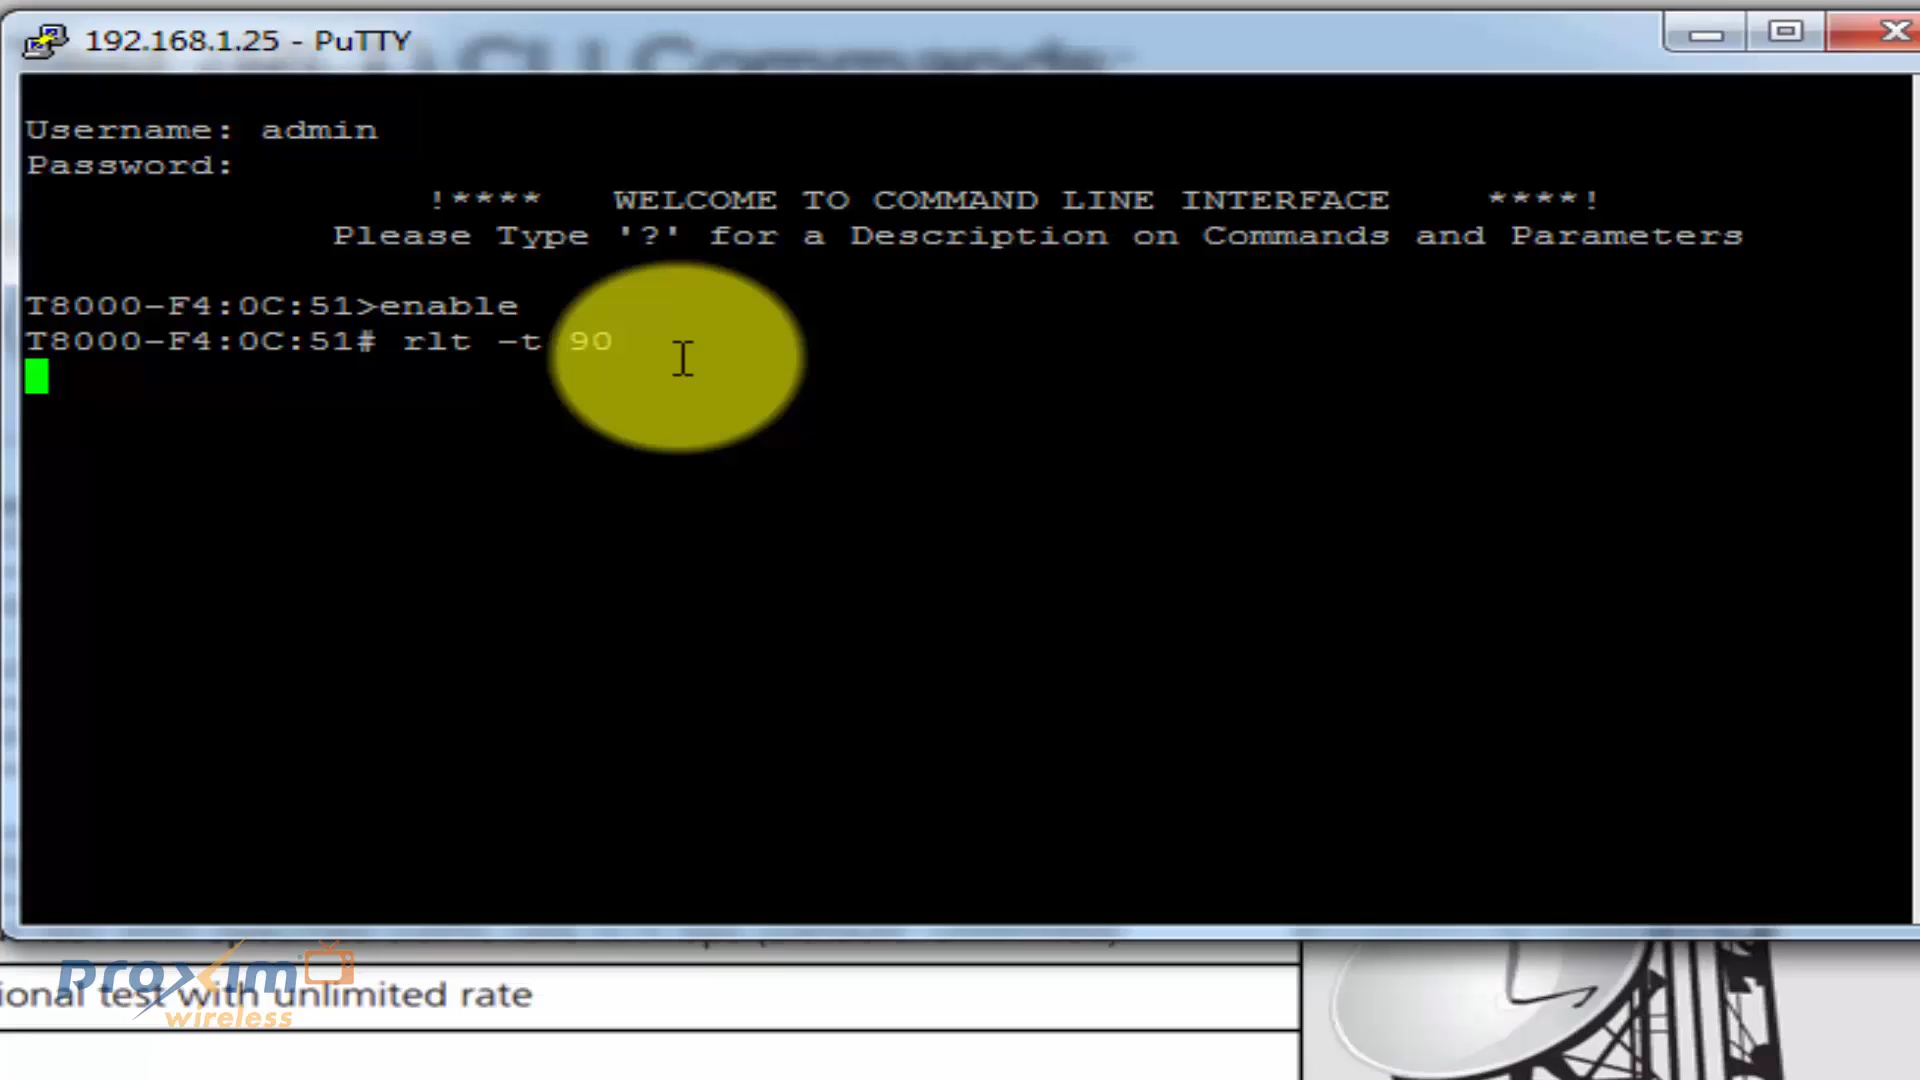 192.168.1.25 - PuTTY
CLI Commands:
Username: admin
Password:
!**** WELCOME TO COMMAND LINE INTERFACE ****!
Please Type '?' for a Description on Commands and Parameters
T8000-F4:0C:51>enable
T8000-F4:0C:51# rlt -t 90
Proxim
wireless
ional test with unlimited rate